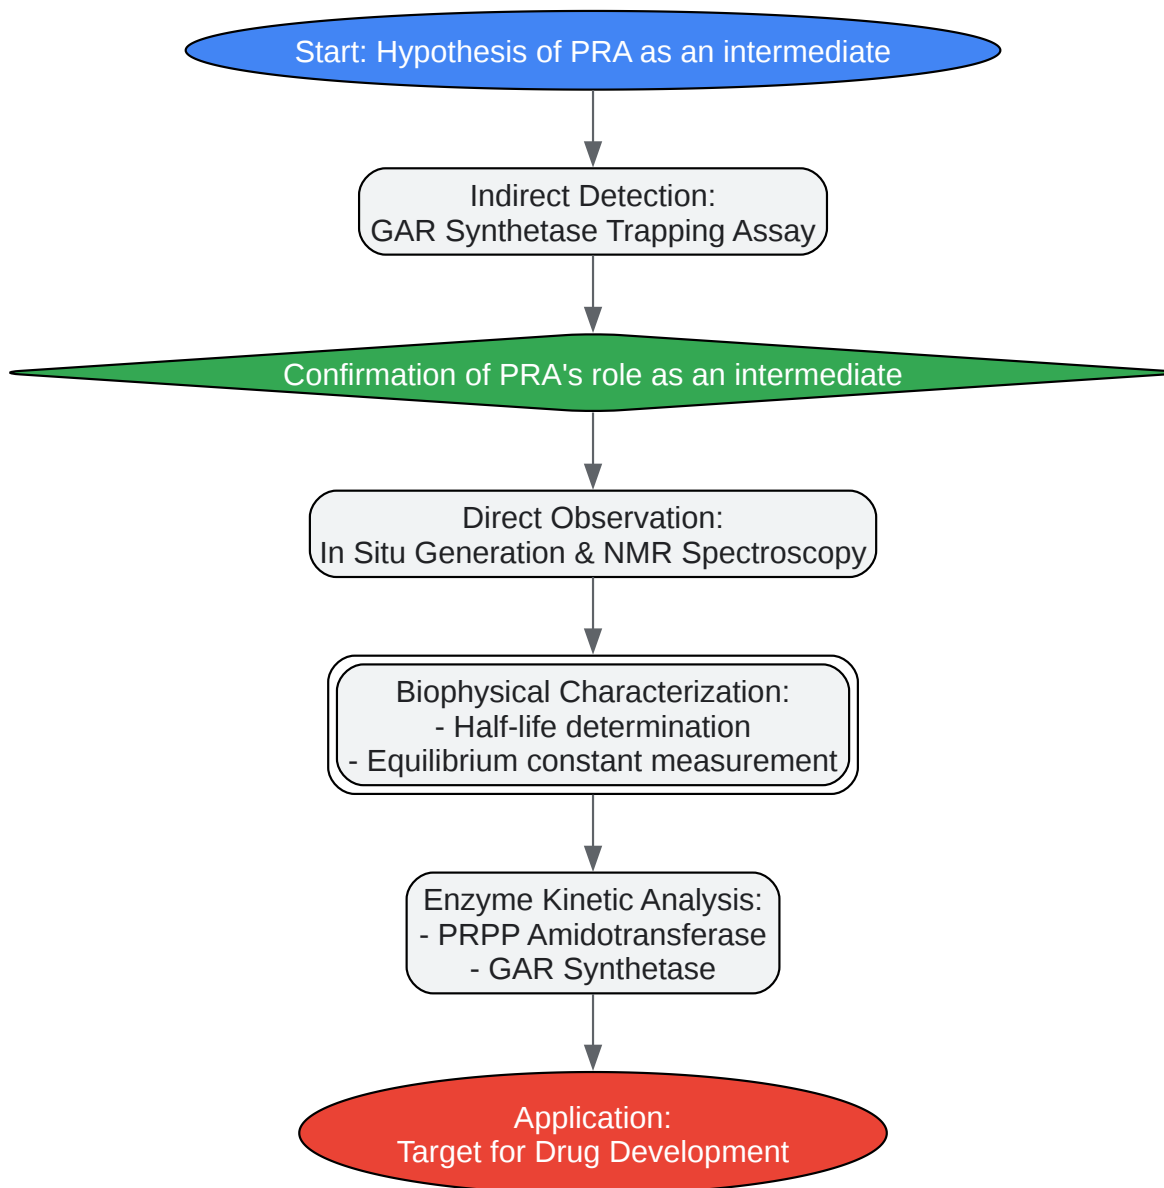 Start: Hypothesis of PRA as an intermediate
Indirect Detection:
GAR Synthetase Trapping Assay
Confirmation of PRA's role as an intermediate
Direct Observation:
In Situ Generation & NMR Spectroscopy
Biophysical Characterization:
- Half-life determination
- Equilibrium constant measurement
Enzyme Kinetic Analysis:
- PRPP Amidotransferase
- GAR Synthetase
Application:
Target for Drug Development